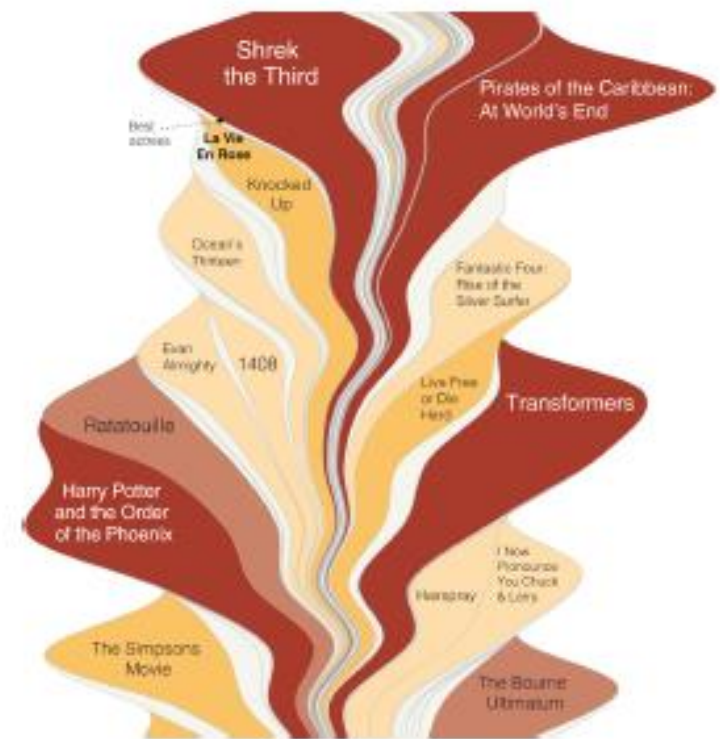 Shrek
the Third
Pirates of the Caribbean:
At World's End
Best
actress
La Vie
En Rose
Knocked
Up
Ocean's
Thirteen
Fantastic Four:
Rise of the
Silver Surfer
Evan
Almighty
1408
Live Free
or Die
Hard
Transformers
Ratatouille
Harry Potter
and the Order
of the Phoenix
I Now
Pronounce
You Chuck
& Larry
Hairspray
The Simpsons
Movie
The Bourne
Ultimatum